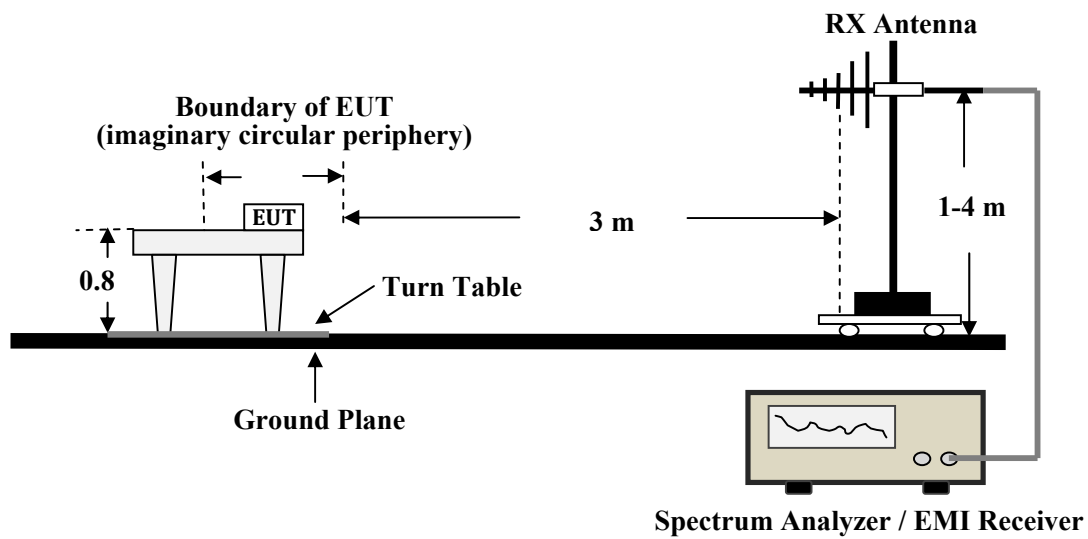 RX Antenna
Boundary of EUT
(imaginary circular periphery)
EUT
3 m
1-4 m
0.8
Turn Table
Ground Plane
Spectrum Analyzer / EMI Receiver